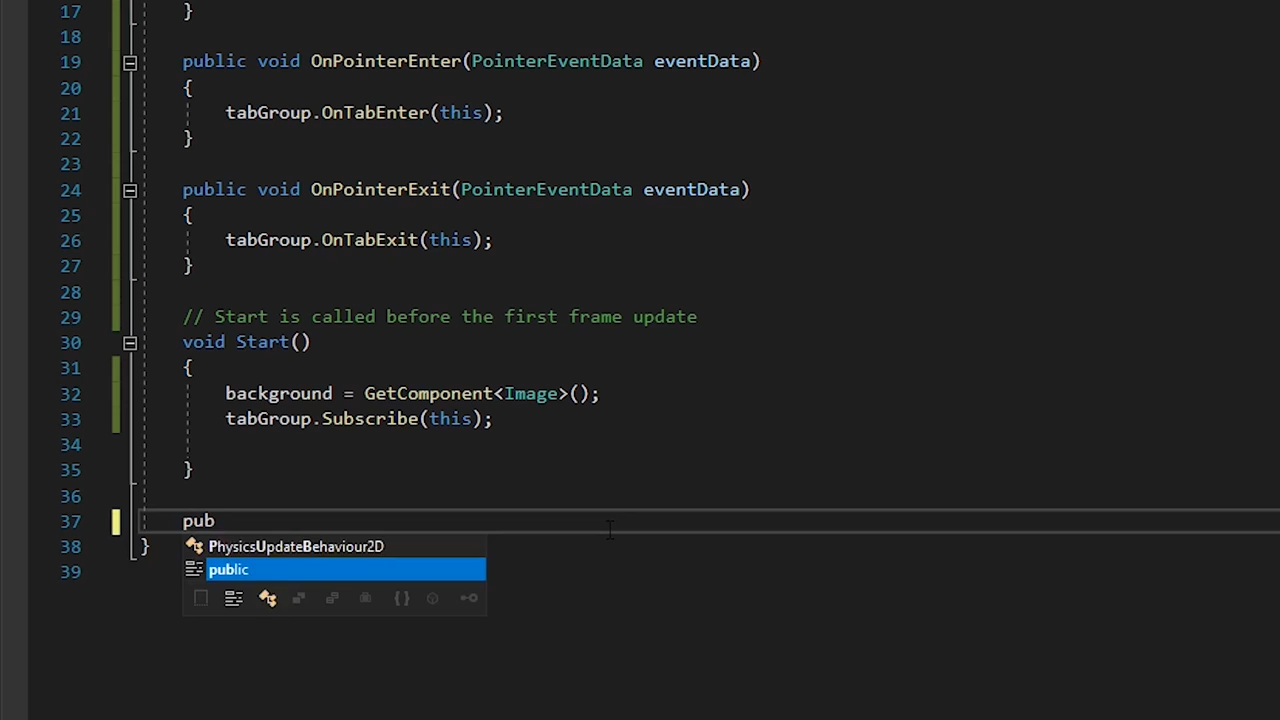 17 }
18
19 public void OnPointerEnter(PointerEventData eventData)
20 {
21 tabGroup.OnTabEnter(this);
22 }
23
24 public void OnPointerExit(PointerEventData eventData)
25 {
26 tabGroup.OnTabExit(this);
27 }
28
29 // Start is called before the first frame update
30 void Start()
31 {
32 background = GetComponent<Image>();
33 tabGroup.Subscribe(this);
34
35 }
36
37 pub
38 }
PhysicsUpdateBehaviour2D
public
39